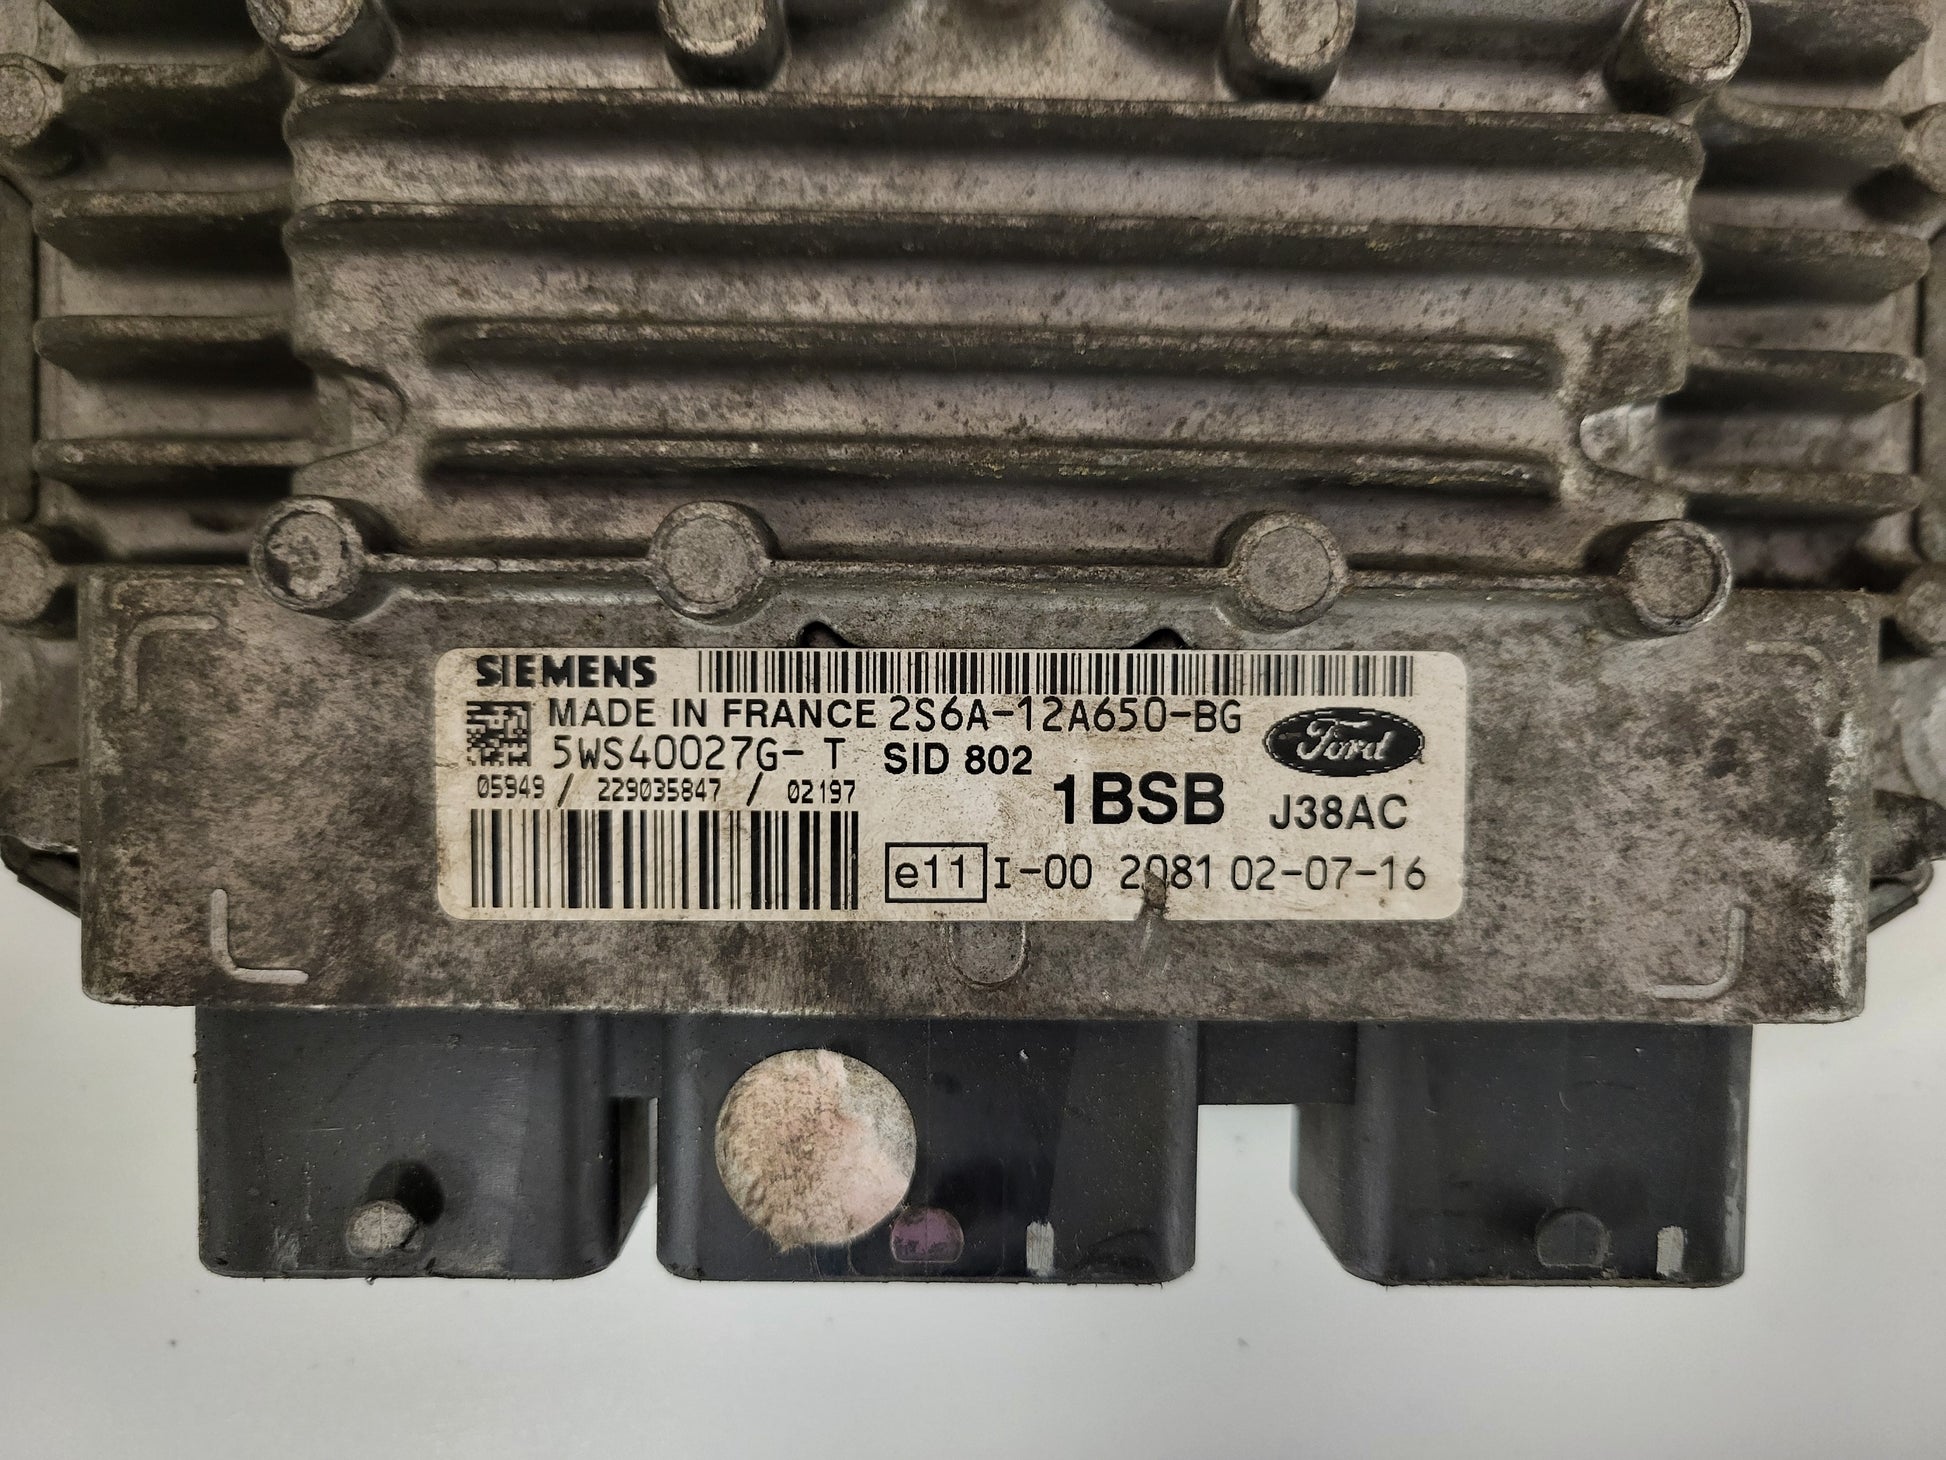 SIEMENS
MADE IN FRANCE 2S6A-12A650-BG
5WS40027G- T SID 802
Ford
05949 / 229035847 / 02197
1BSB J38AC
e11 I-00 2081 02-07-16